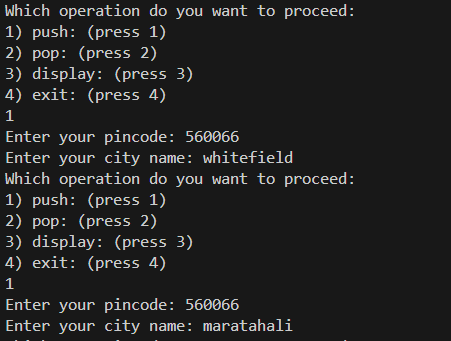 Which operation do you want to proceed:
1) push: (press 1)
2) pop: (press 2)
3) display: (press 3)
4) exit: (press 4)
1
Enter your pincode: 560066
Enter your city name: whitefield
Which operation do you want to proceed:
1) push: (press 1)
2) pop: (press 2)
3) display: (press 3)
4) exit: (press 4)
1
Enter your pincode: 560066
Enter your city name: maratahali